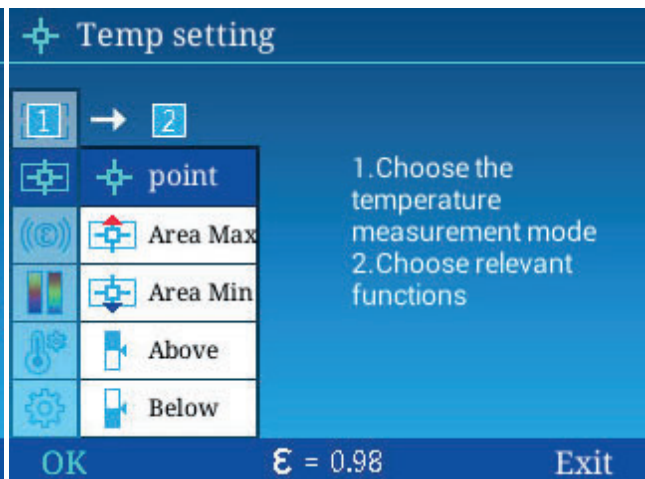 Temp setting
1 → 2
point
Area Max
Area Min
Above
Below
1.Choose the
temperature
measurement mode
2.Choose relevant
functions
(ε)
OK
ε = 0.98
Exit